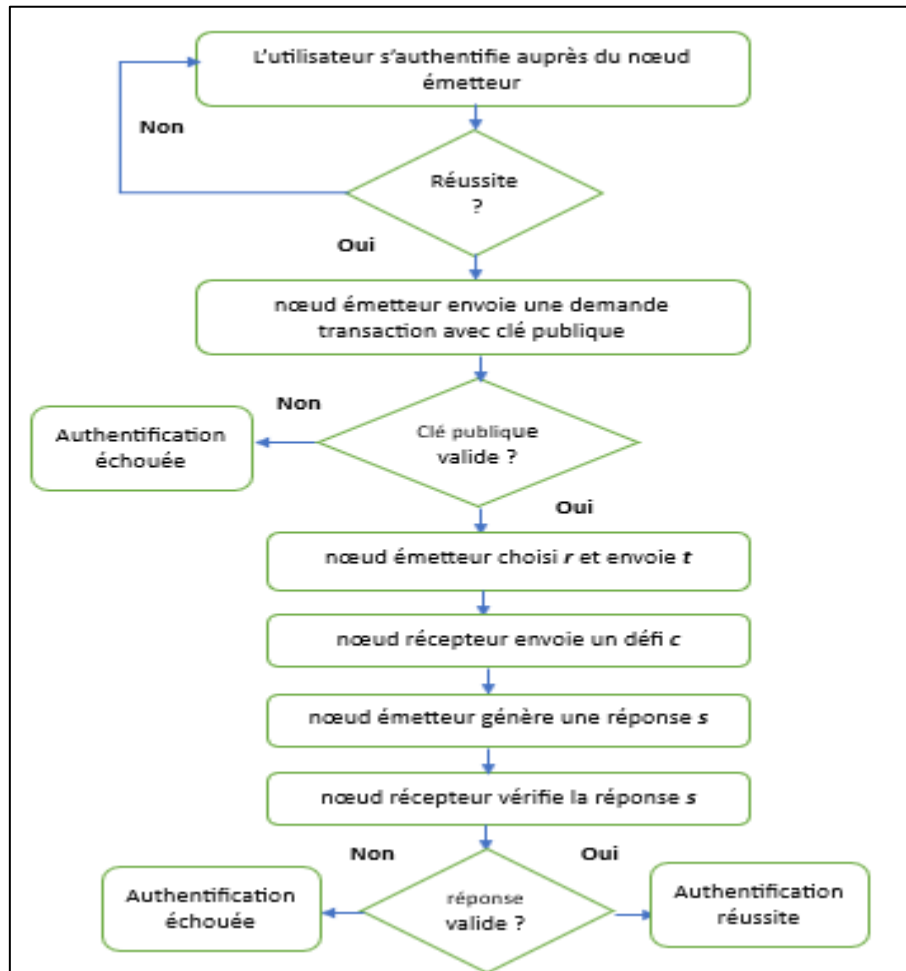 L'utilisateur s'authentifie auprès du nœud
émetteur
Non
Réussite
?
Oui
nœud émetteur envoie une demande
transaction avec clé publique
Non
Authentification
échouée
Clé publique
valide ?
Oui
nœud émetteur choisi r et envoie t
nœud récepteur envoie un défi c
nœud émetteur génère une réponse s
nœud récepteur vérifie la réponse s
Non
Oui
Authentification
échouée
réponse
valide ?
Authentification
réussite